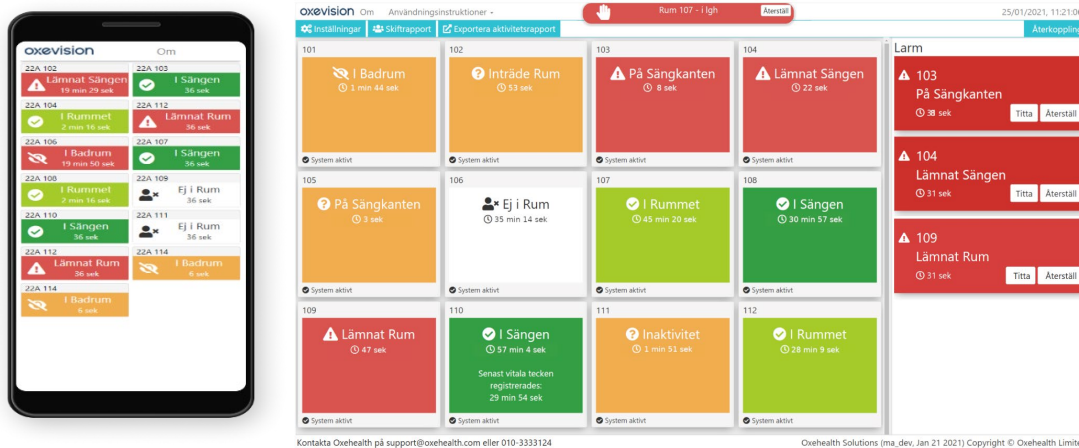 oxevision Om
22A 102 22A 103
Lämnat Sängen I Sängen
19 min 29 sek 36 sek
22A 104 22A 112
I Rummet Lämnat Rum
2 min 16 sek 36 sek
22A 106 22A 107
I Badrum I Sängen
19 min 50 sek 36 sek
22A 108 22A 109
I Rummet Ej i Rum
2 min 16 sek 36 sek
22A 110 22A 111
I Sängen Ej i Rum
36 sek 36 sek
22A 112 22A 114
Lämnat Rum I Badrum
36 sek 6 sek
22A 114
I Badrum
6 sek
oxevision Om Användningsinstruktioner Rum 107 - i lgh Återställ 25/01/2021, 11:21:00
Inställningar Skiftrapport Exportera aktivitetsrapport Återkoppling
101 102 103 104
I Badrum Inträde Rum På Sängkanten Lämnat Sängen
1 min 44 sek 53 sek 8 sek 22 sek
System aktivt System aktivt System aktivt System aktivt
105 106 107 108
På Sängkanten Ej i Rum I Rummet I Sängen
3 sek 35 min 14 sek 45 min 20 sek 30 min 57 sek
System aktivt System aktivt System aktivt System aktivt
109 110 111 112
Lämnat Rum I Sängen Inaktivitet I Rummet
47 sek 57 min 4 sek 1 min 51 sek 28 min 9 sek
Senast vitala tecken
registrerades:
29 min 54 sek
System aktivt System aktivt System aktivt System aktivt
Larm
103
På Sängkanten
38 sek Titta Återställ
104
Lämnat Sängen
31 sek Titta Återställ
109
Lämnat Rum
31 sek Titta Återställ
Kontakta Oxehealth på support@oxehealth.com eller 010-3333124 Oxehealth Solutions (ma_dev, Jan 21 2021) Copyright © Oxehealth Limite